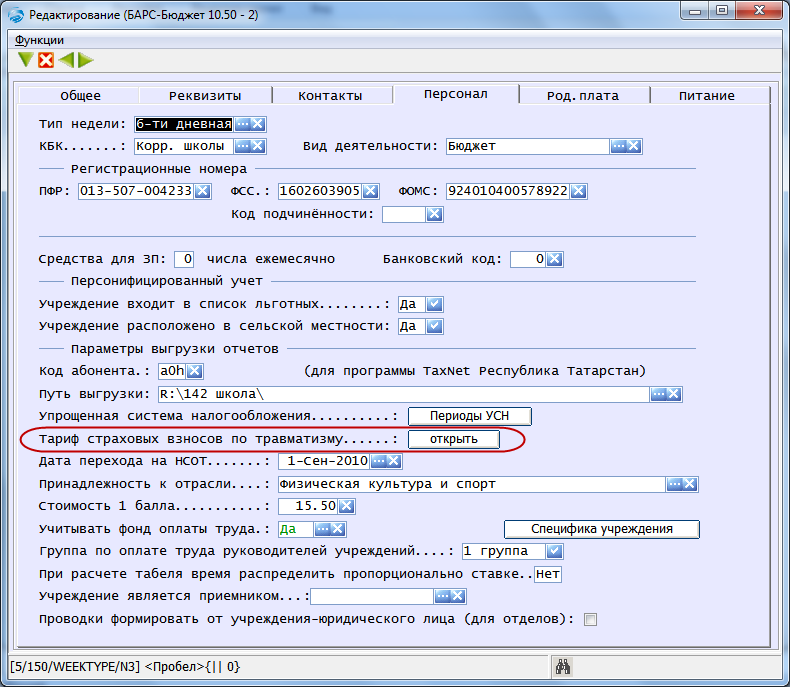 Редактирование (БАРС-Бюджет 10.50 - 2)
Функции
Общее Реквизиты Контакты Персонал Род.плата Питание
Тип недели: 6-ти дневная
КБК.......: Корр. школы Вид деятельности: Бюджет
Регистрационные номера
ПФР: 013-507-004233 ФСС.: 1602603905 ФОМС: 924010400578922
Код подчинённости:
Средства для ЗП: 0 числа ежемесячно Банковский код: 0
Персонифицированный учет
Учреждение входит в список льготных........: Да
Учреждение расположено в сельской местности: Да
Параметры выгрузки отчетов
Код абонента.: a0h (для программы TaxNet Республика Татарстан)
Путь выгрузки: R:\142 школа\
Упрощенная система налогообложения..........: Периоды УСН
Тариф страховых взносов по травматизму......: открыть
Дата перехода на НСОТ.......: 1-Сен-2010
Принадлежность к отрасли....: Физическая культура и спорт
Стоимость 1 балла...........: 15.50
Учитывать фонд оплаты труда.: Да Специфика учреждения
Группа по оплате труда руководителей учреждений....: 1 группа
При расчете табеля время распределить пропорционально ставке..Нет
Учреждение является приемником...:
Проводки формировать от учреждения-юридического лица (для отделов):
[5/150/WEEKTYPE/N3] <Пробел>{|| 0}